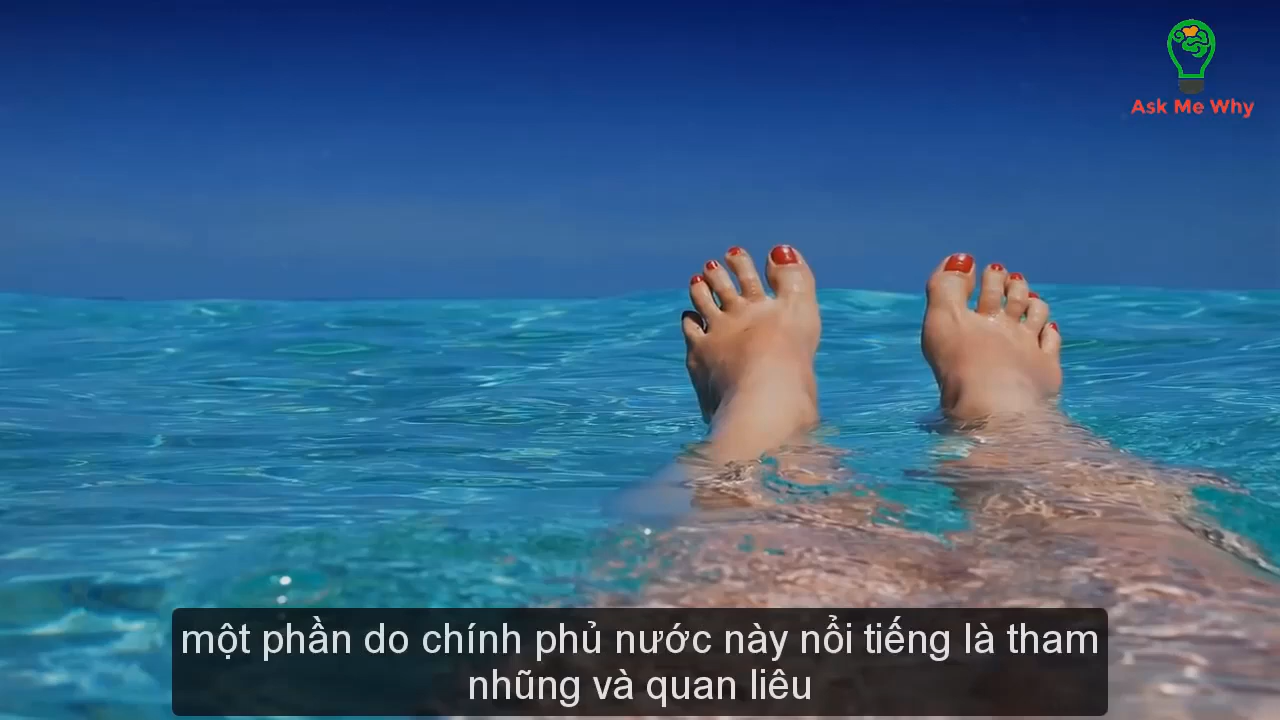 Ask Me Why
một phần do chính phủ nước này nổi tiếng là tham
nhũng và quan liêu